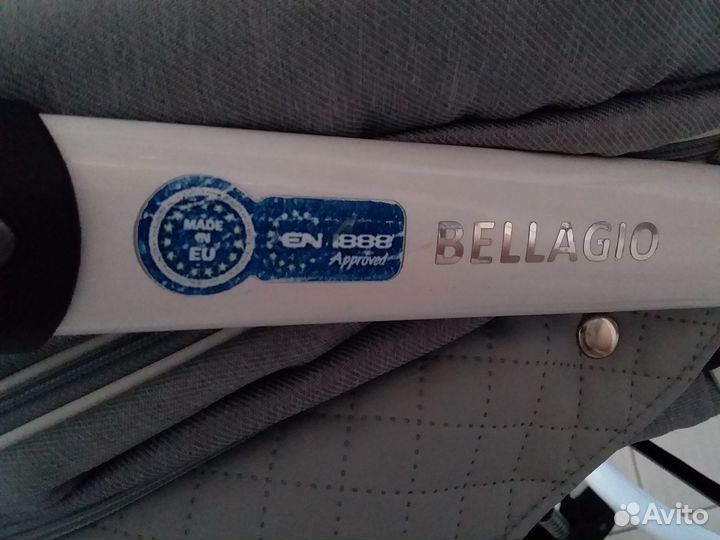 MADE
IN
EU
EN 1888
Approved
BELLAGIO
Avito